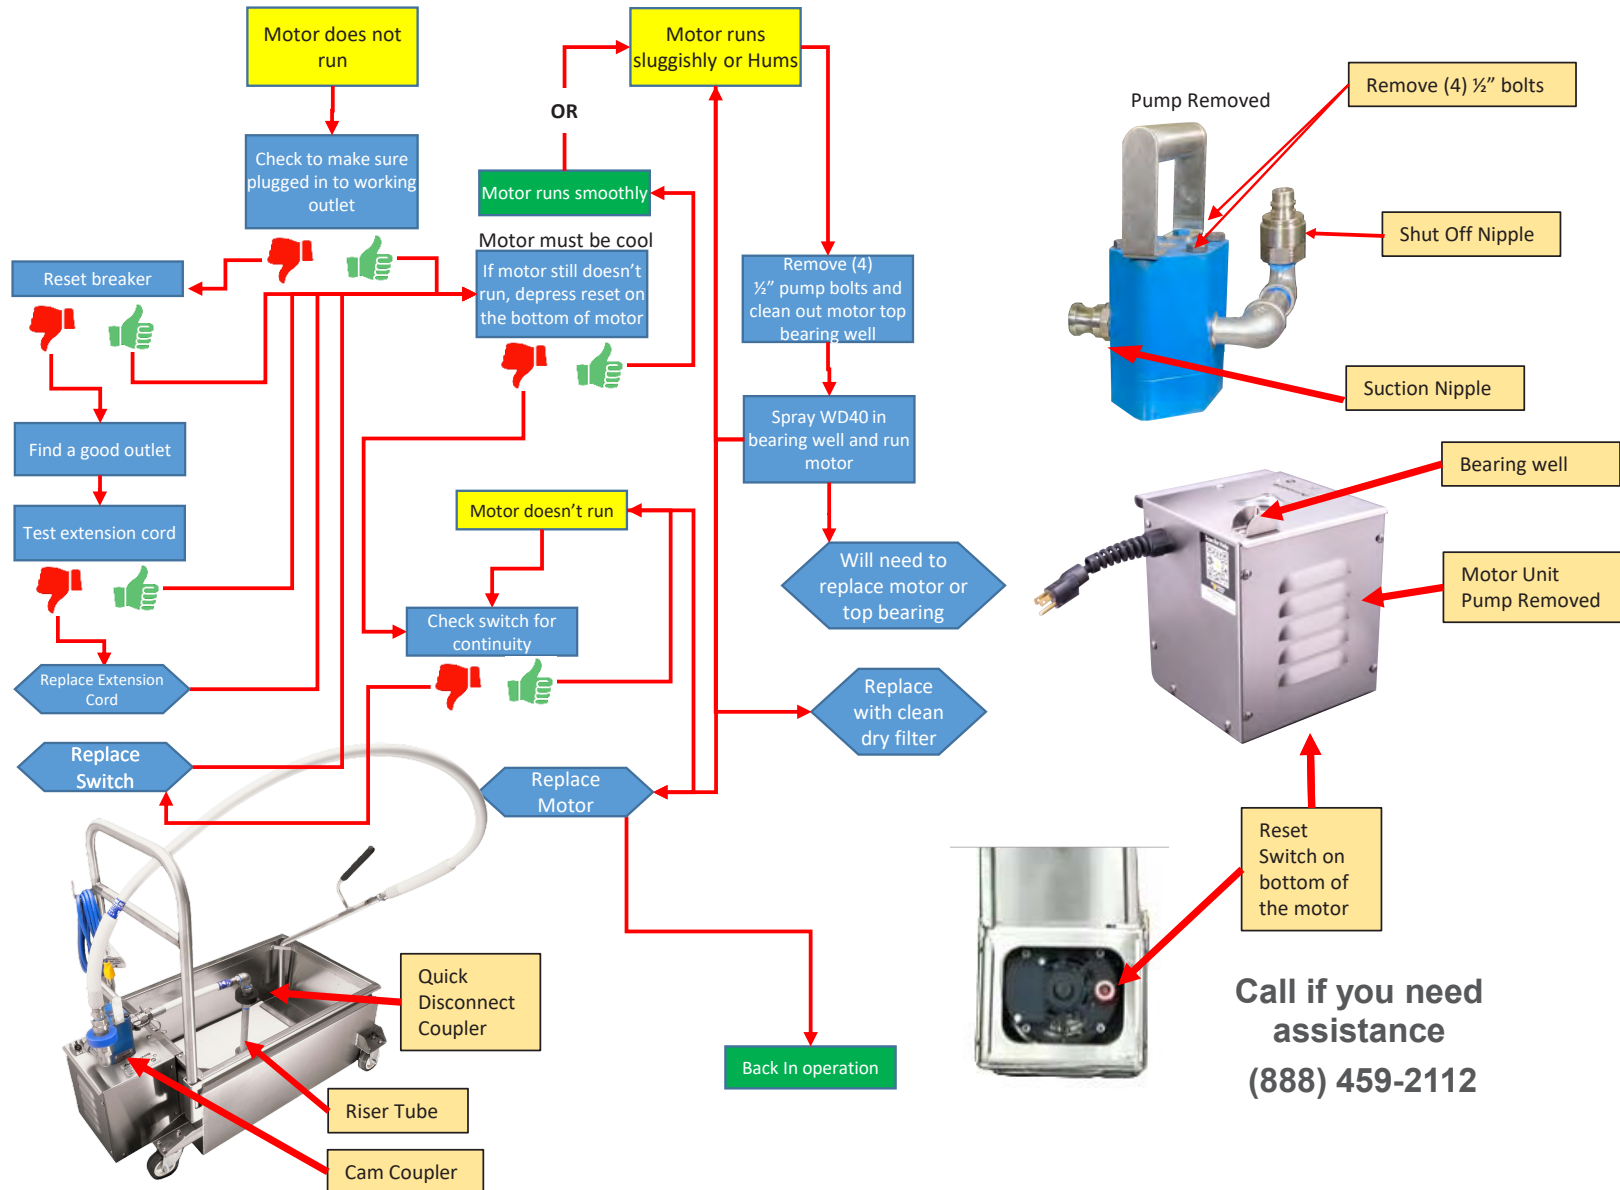 Motor does not
run
Check to make sure
plugged in to working
outlet
Reset breaker
Find a good outlet
Test extension cord
Replace Extension
Cord
Replace
Switch
OR
Motor runs smoothly
Motor must be cool
If motor still doesn’t
run, depress reset on
the bottom of motor
Motor doesn’t run
Check switch for
continuity
Replace
Motor
Motor runs
sluggishly or Hums
Remove (4)
½” pump bolts and
clean out motor top
bearing well
Spray WD40 in
bearing well and run
motor
Will need to
replace motor or
top bearing
Replace
with clean
dry filter
Back In operation
Pump Removed
Remove (4) ½” bolts
Shut Off Nipple
Suction Nipple
Bearing well
Motor Unit
Pump Removed
Reset
Switch on
bottom of
the motor
Quick
Disconnect
Coupler
Riser Tube
Cam Coupler
Call if you need
assistance
(888) 459-2112